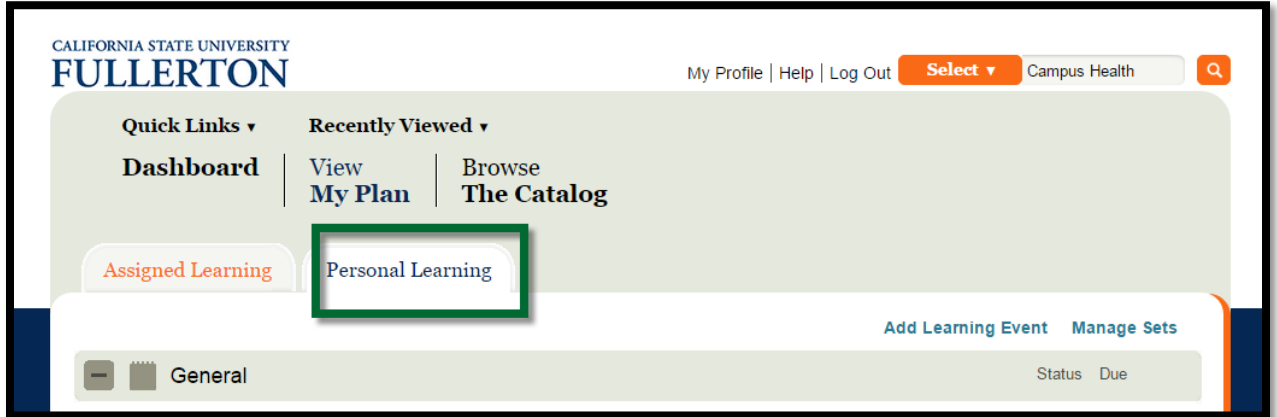 CALIFORNIA STATE UNIVERSITY
FULLERTON
My Profile | Help | Log Out Select ▾ Campus Health
Quick Links ▾ Recently Viewed ▾
Dashboard View My Plan Browse The Catalog
Assigned Learning Personal Learning
Add Learning Event Manage Sets
General Status Due